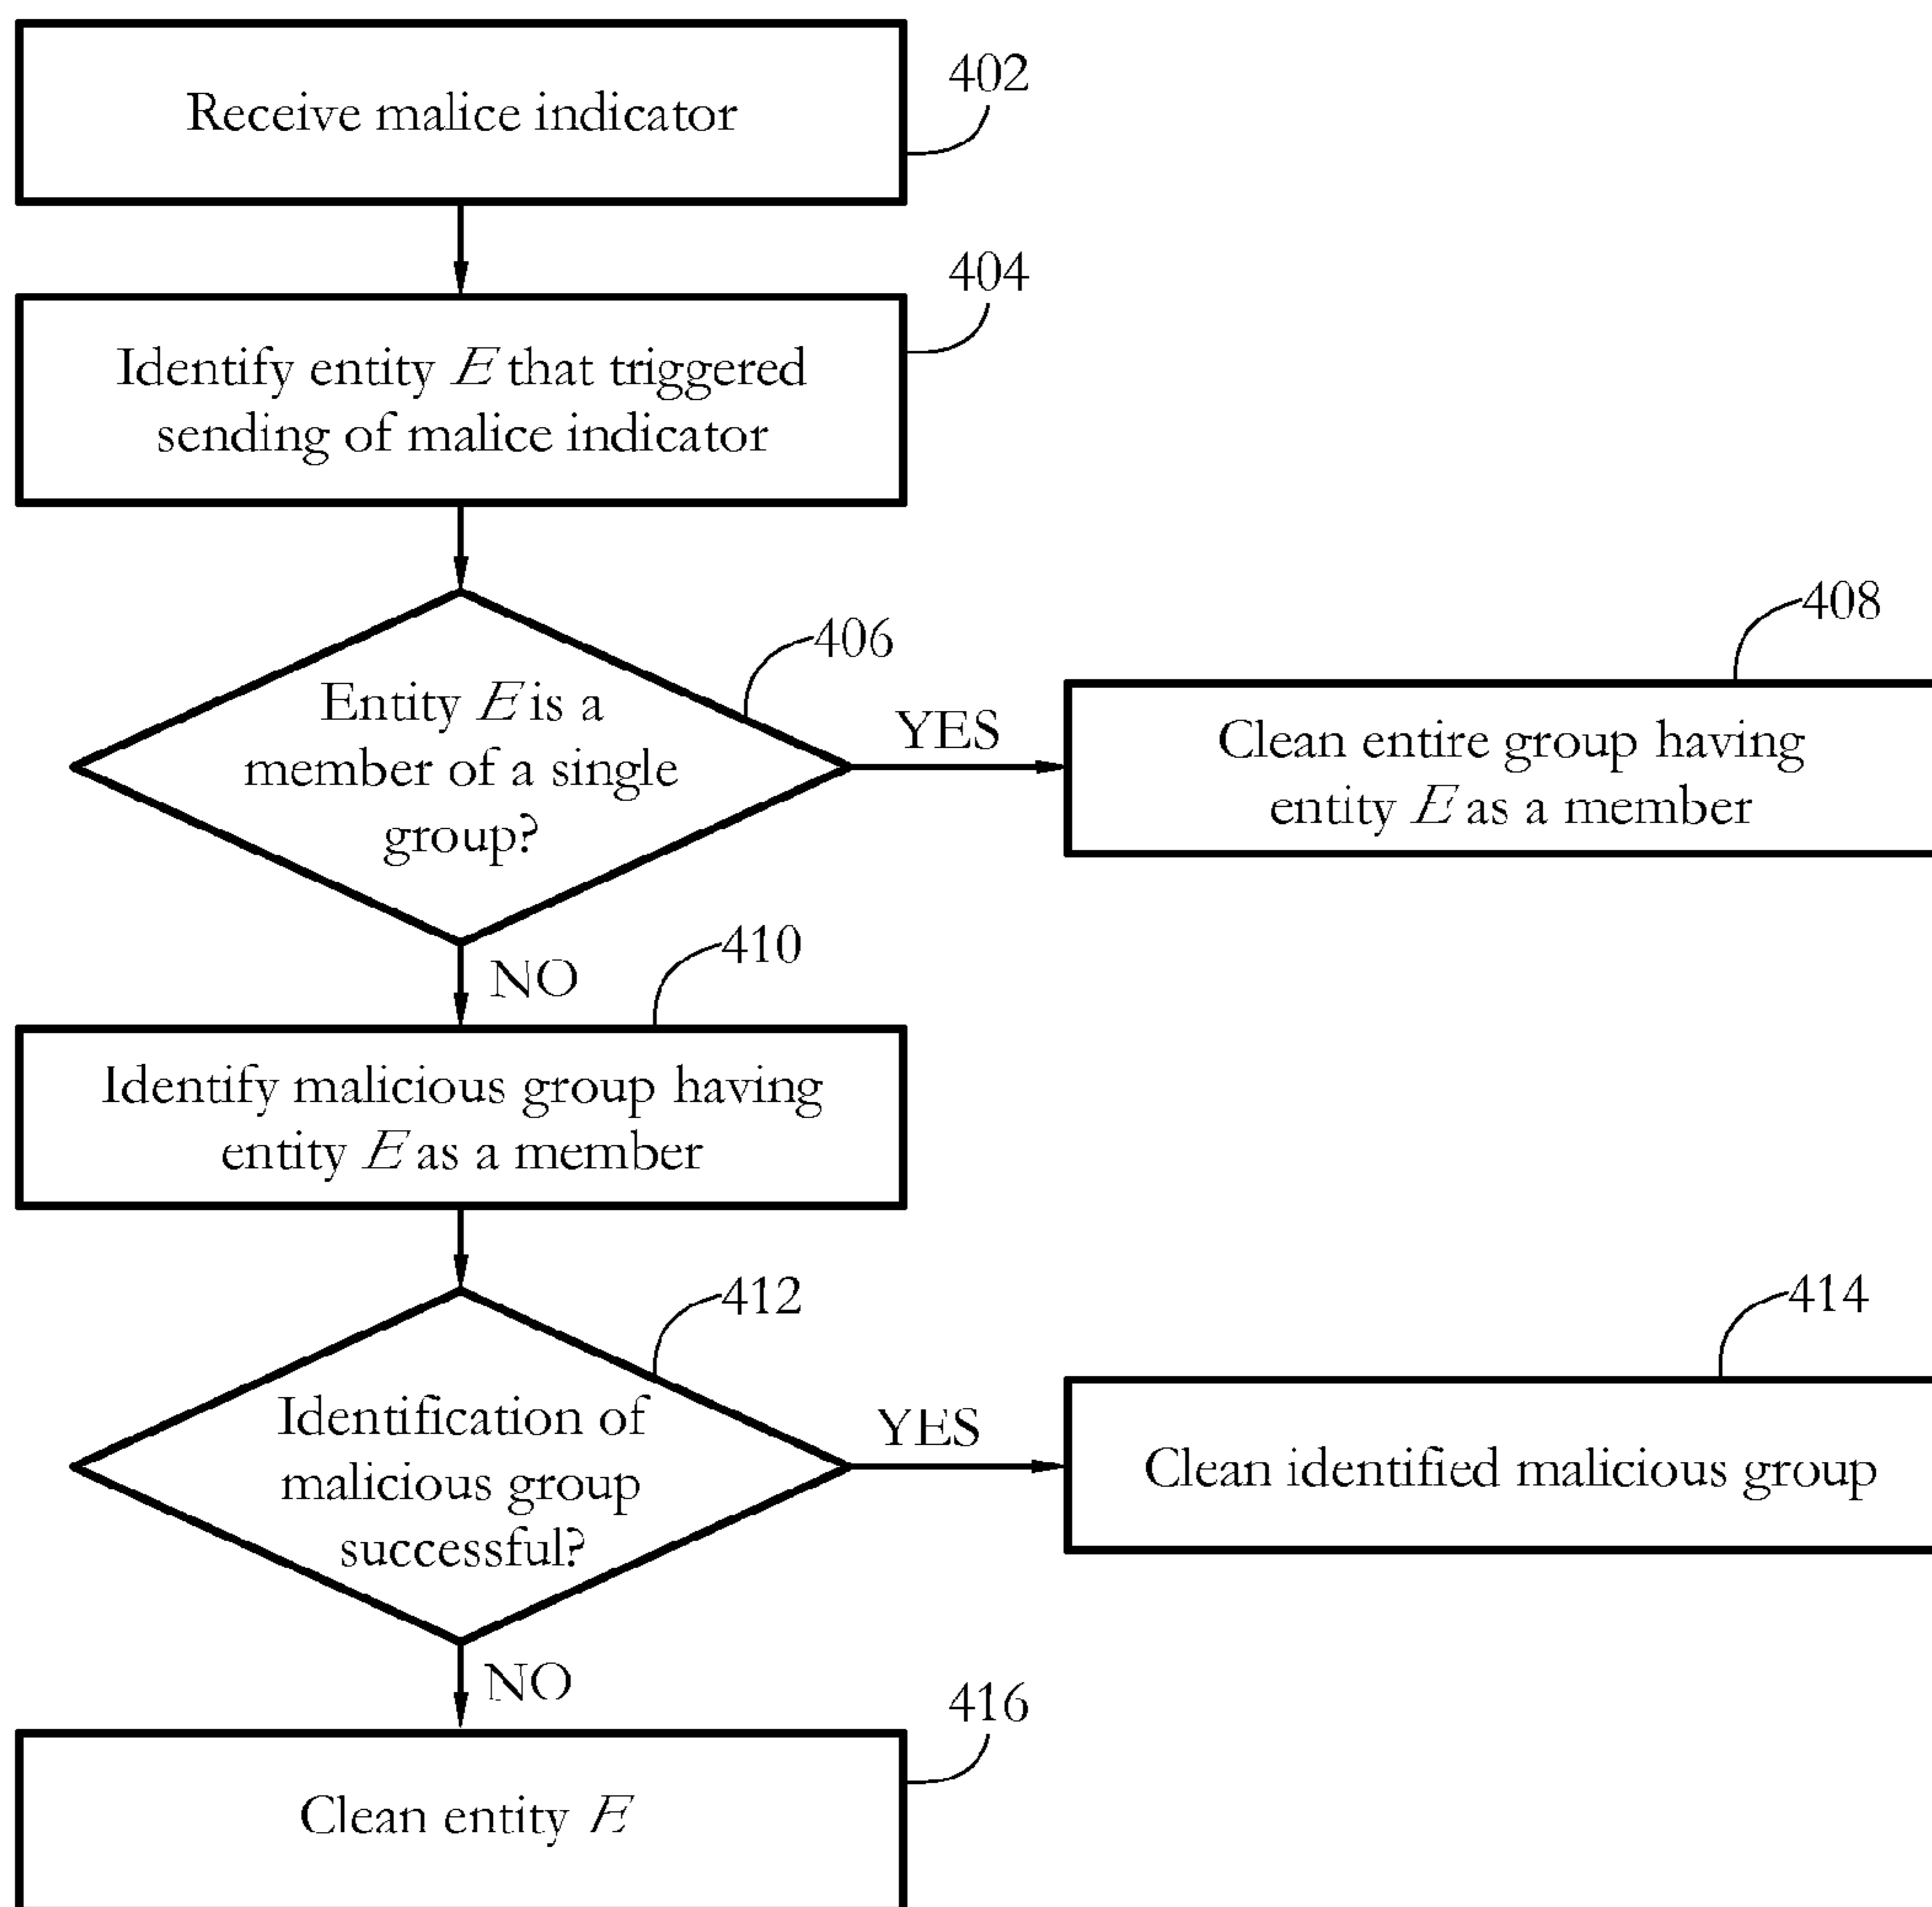 Receive malice indicator
402
404
Identify entity E that triggered
sending of malice indicator
406
Entity E is a
member of a single
group?
YES
408
Clean entire group having
entity E as a member
NO
410
Identify malicious group having
entity E as a member
412
Identification of
malicious group
successful?
YES
414
Clean identified malicious group
NO
416
Clean entity E